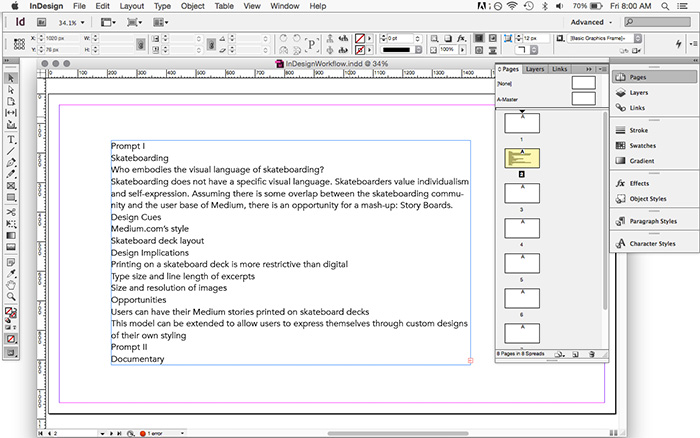 InDesign File Edit Layout Type Object Table View Window Help 70% Fri 8:00 AM
Id 34.1% Advanced
X: 1020 px 0 pt 12 px [Basic Graphics Frame]+
Y: 76 px 100%
InDesignWorkflow.indd @ 34%
Prompt I
Skateboarding
Who embodies the visual language of skateboarding?
Skateboarding does not have a specific visual language. Skateboarders value individualism
and self-expression. Assuming there is some overlap between the skateboarding commu-
nity and the user base of Medium, there is an opportunity for a mash-up: Story Boards.
Design Cues
Medium.com's style
Skateboard deck layout
Design Implications
Printing on a skateboard deck is more restrictive than digital
Type size and line length of excerpts
Size and resolution of images
Opportunities
Users can have their Medium stories printed on skateboard decks
This model can be extended to allow users to express themselves through custom designs
of their own styling
Prompt II
Documentary
Pages Layers Links
[None]
A-Master
A
1
A
2
A
3
A
4
A
5
A
6
A
8 Pages in 8 Spreads
Pages
Layers
Links
Stroke
Swatches
Gradient
Effects
Object Styles
Paragraph Styles
Character Styles
2 1 error